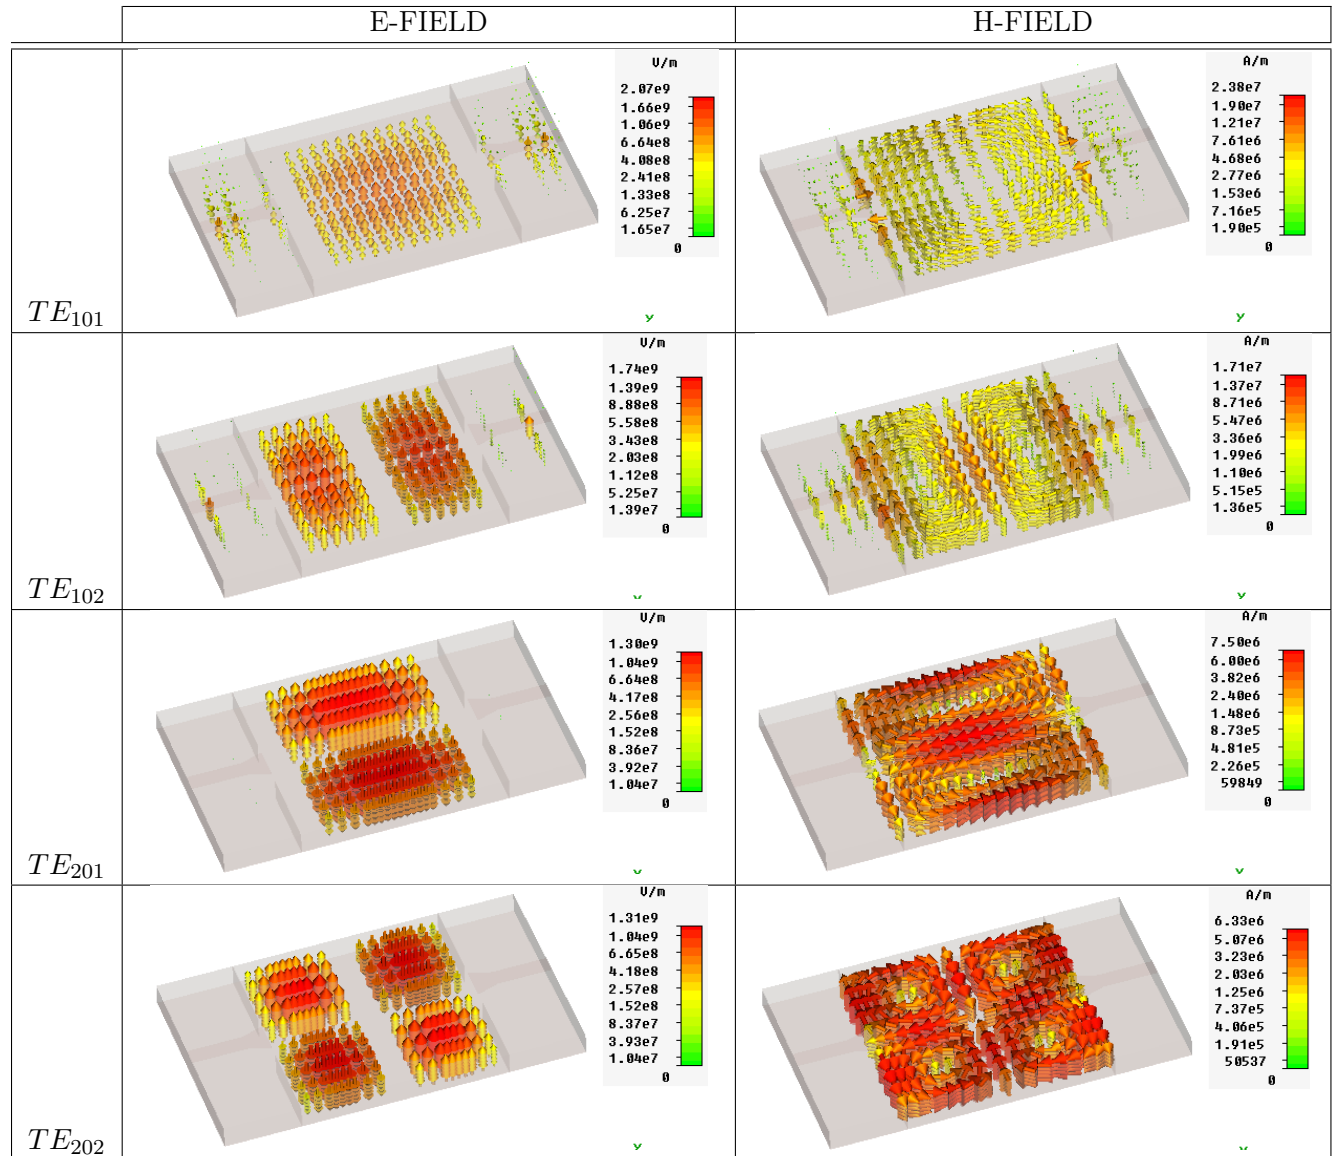 E-FIELD H-FIELD
TE101
V/m
2.07e9
1.66e9
1.06e9
6.64e8
4.08e8
2.41e8
1.33e8
6.25e7
1.65e7
0
y
A/m
2.38e7
1.90e7
1.21e7
7.61e6
4.68e6
2.77e6
1.53e6
7.16e5
1.90e5
0
y
TE102
V/m
1.74e9
1.39e9
8.88e8
5.58e8
3.43e8
2.03e8
1.12e8
5.25e7
1.39e7
0
y
A/m
1.71e7
1.37e7
8.71e6
5.47e6
3.36e6
1.99e6
1.10e6
5.15e5
1.36e5
0
y
TE201
V/m
1.30e9
1.04e9
6.64e8
4.17e8
2.56e8
1.52e8
8.36e7
3.92e7
1.04e7
0
y
A/m
7.50e6
6.00e6
3.82e6
2.40e6
1.48e6
8.73e5
4.81e5
2.26e5
59849
0
y
TE202
V/m
1.31e9
1.04e9
6.65e8
4.18e8
2.57e8
1.52e8
8.37e7
3.93e7
1.04e7
0
y
A/m
6.33e6
5.07e6
3.23e6
2.03e6
1.25e6
7.37e5
4.06e5
1.91e5
50537
0